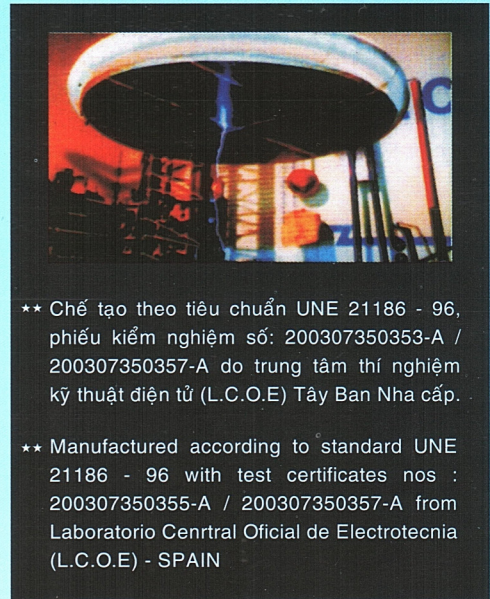 ★★ Chế tạo theo tiêu chuẩn UNE 21186 - 96,
phiếu kiểm nghiệm số: 200307350353-A /
200307350357-A do trung tâm thí nghiệm
kỹ thuật điện tử (L.C.O.E) Tây Ban Nha cấp.
★★ Manufactured according to standard UNE
21186 - 96 with test certificates nos :
200307350355-A / 200307350357-A from
Laboratorio Cenrtral Oficial de Electrotecnia
(L.C.O.E) - SPAIN